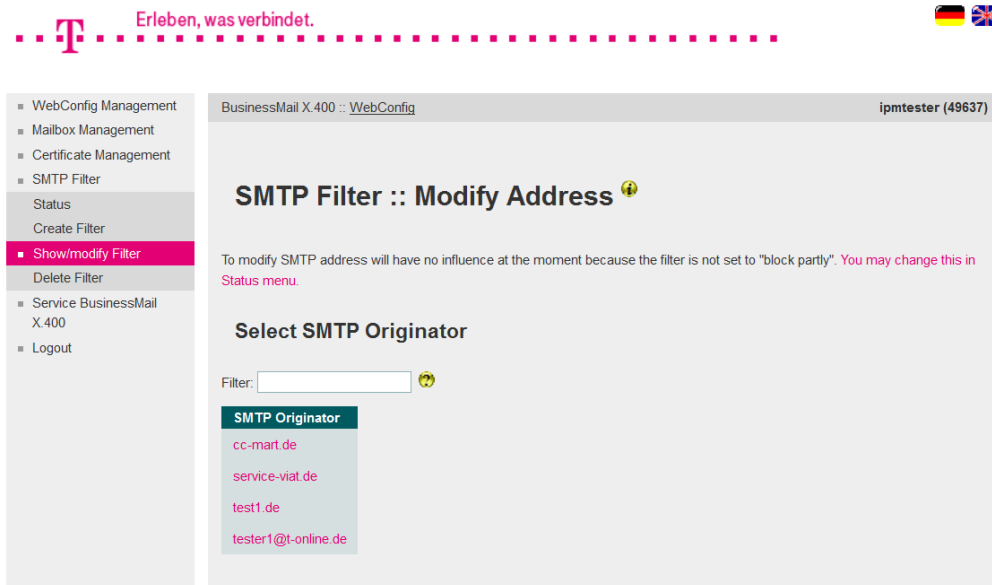 Erleben, was verbindet.
T
WebConfig Management
Mailbox Management
Certificate Management
SMTP Filter
Status
Create Filter
Show/modify Filter
Delete Filter
Service BusinessMail
X.400
Logout
BusinessMail X.400 :: WebConfig
ipmtester (49637)
SMTP Filter :: Modify Address
To modify SMTP address will have no influence at the moment because the filter is not set to "block partly". You may change this in
Status menu.
Select SMTP Originator
Filter:
SMTP Originator
cc-mart.de
service-viat.de
test1.de
tester1@t-online.de